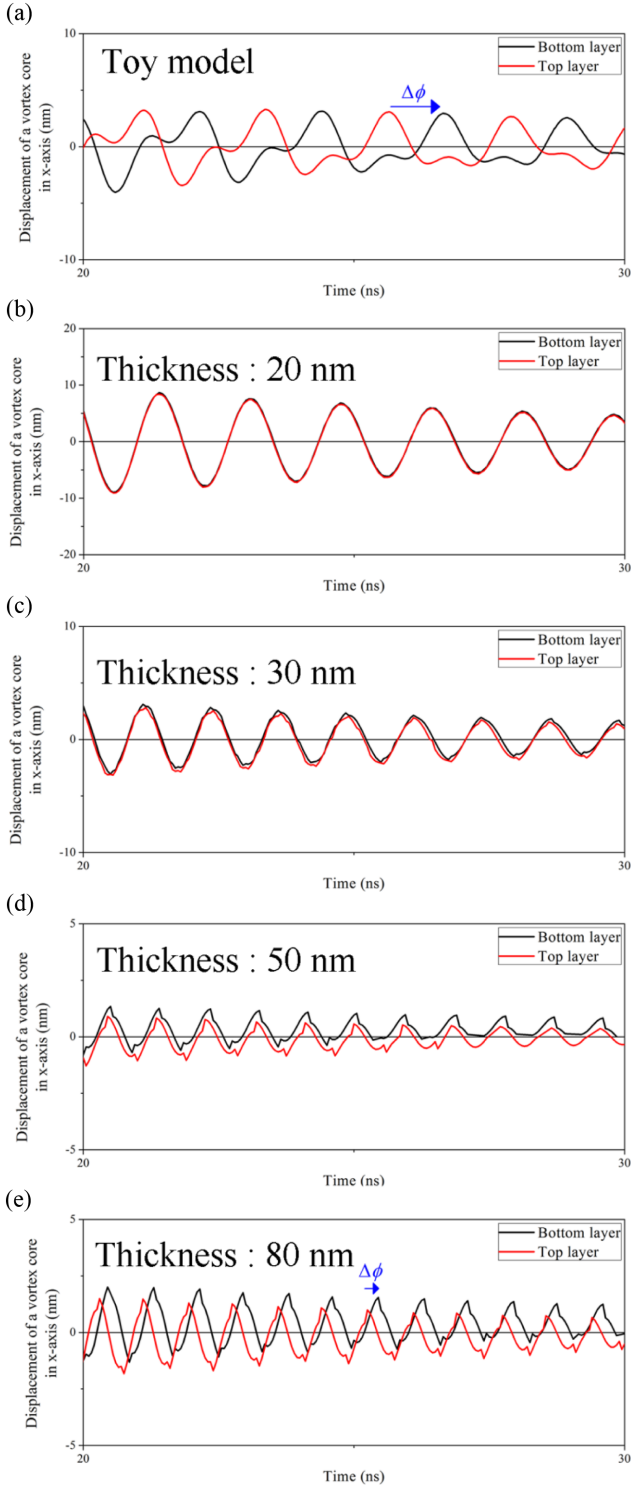 (a)
10
0
-10
Displacement of a vortex core
in x-axis (nm)
Toy model
Δϕ
Bottom layer
Top layer
20
30
Time (ns)
(b)
20
10
0
-10
-20
Displacement of a vortex core
in x-axis (nm)
Thickness : 20 nm
Bottom layer
Top layer
20
30
Time (ns)
(c)
10
0
-10
Displacement of a vortex core
in x-axis (nm)
Thickness : 30 nm
Bottom layer
Top layer
20
30
Time (ns)
(d)
5
0
-5
Displacement of a vortex core
in x-axis (nm)
Thickness : 50 nm
Bottom layer
Top layer
20
30
Time (ns)
(e)
5
0
-5
Displacement of a vortex core
in x-axis (nm)
Thickness : 80 nm
Δϕ
Bottom layer
Top layer
20
30
Time (ns)